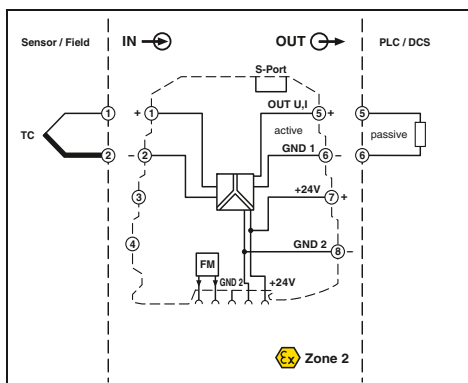 Sensor / Field
IN
OUT
PLC / DCS
S-Port
OUT U,I
1
+ 1
5 +
5
TC
active
passive
GND 1
2
- 2
6 -
6
+24V
3
7 +
GND 2
4
8 -
FM
GND 2
+24V
Ex Zone 2